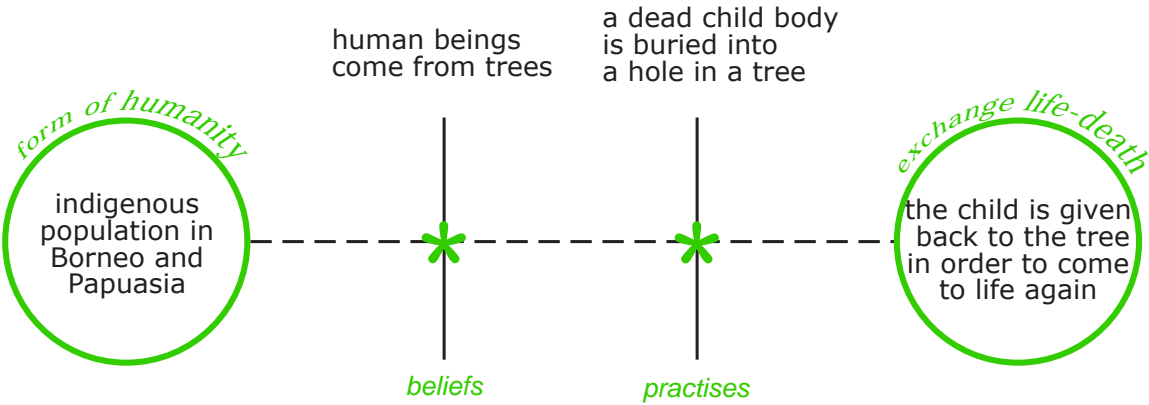 human beings
come from trees
a dead child body
is buried into
a hole in a tree
form of humanity
indigenous
population in
Borneo and
Papuasia
exchange life-death
the child is given
back to the tree
in order to come
to life again
beliefs
practises